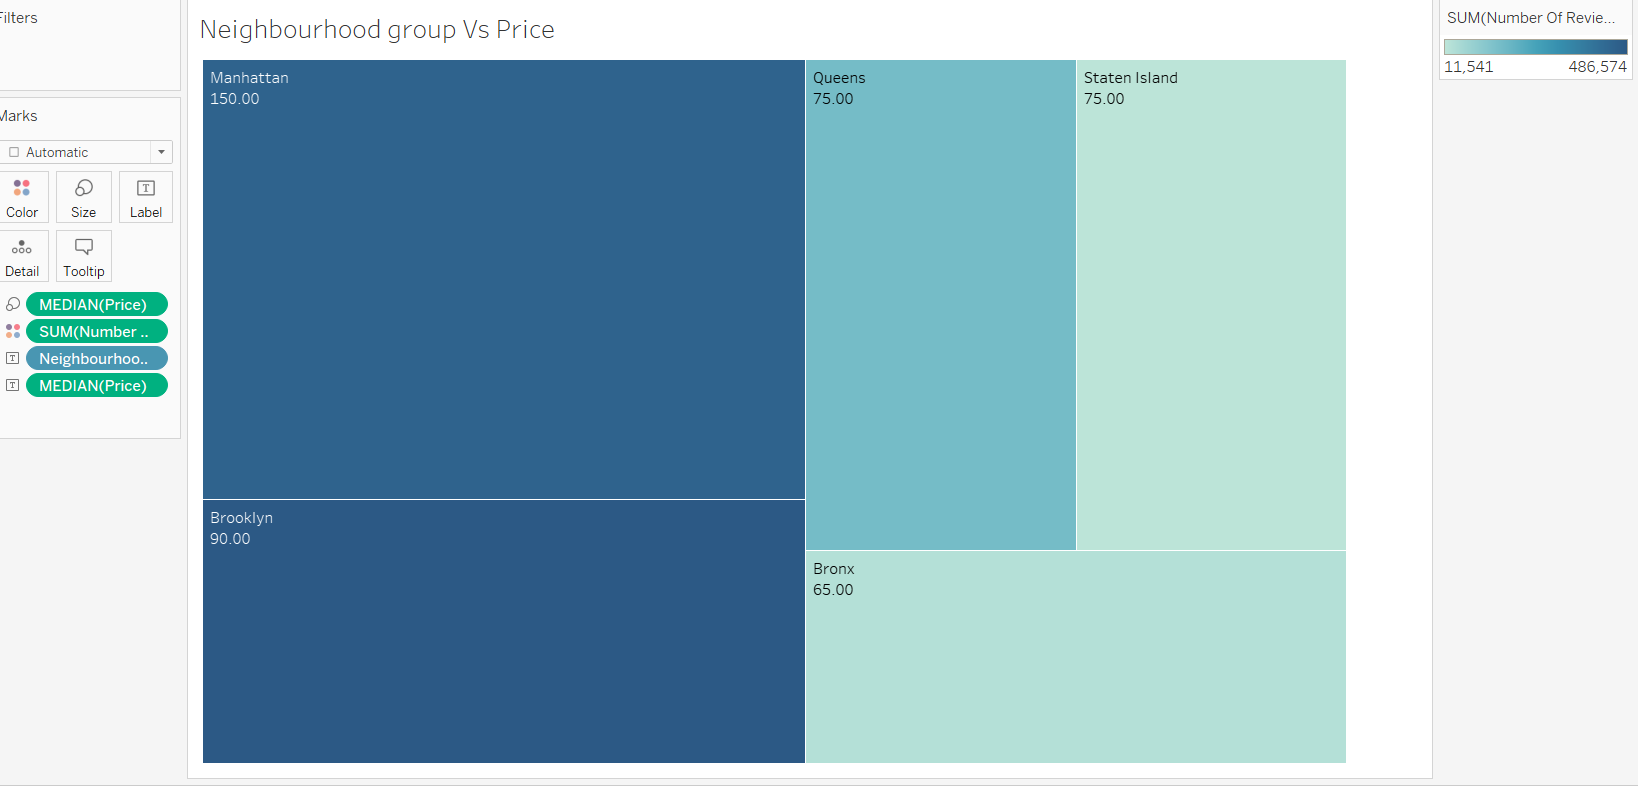 Filters
Marks
Automatic
Color
Size
T
Label
Detail
Tooltip
MEDIAN(Price)
SUM(Number ..
T
Neighbourhoo..
T
MEDIAN(Price)
Neighbourhood group Vs Price
Manhattan
150.00
Brooklyn
90.00
Queens
75.00
Staten Island
75.00
Bronx
65.00
SUM(Number Of Revie...
11,541
486,574